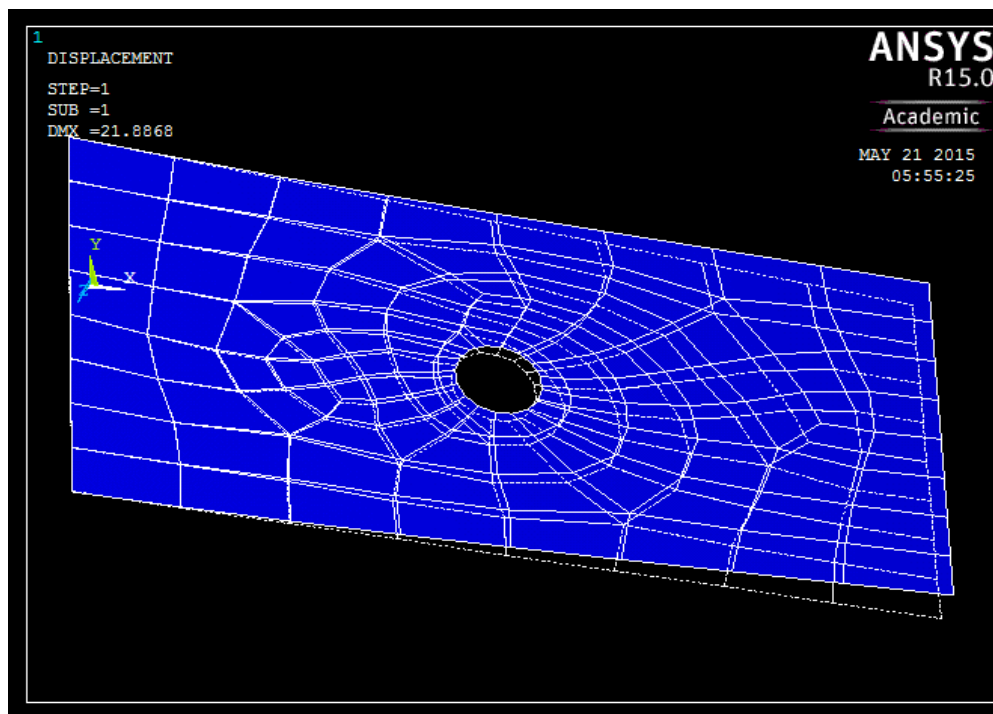 1
DISPLACEMENT
STEP=1
SUB =1
DMX =21.8868
ANSYS
R15.0
Academic
MAY 21 2015
05:55:25
Y
X
Z